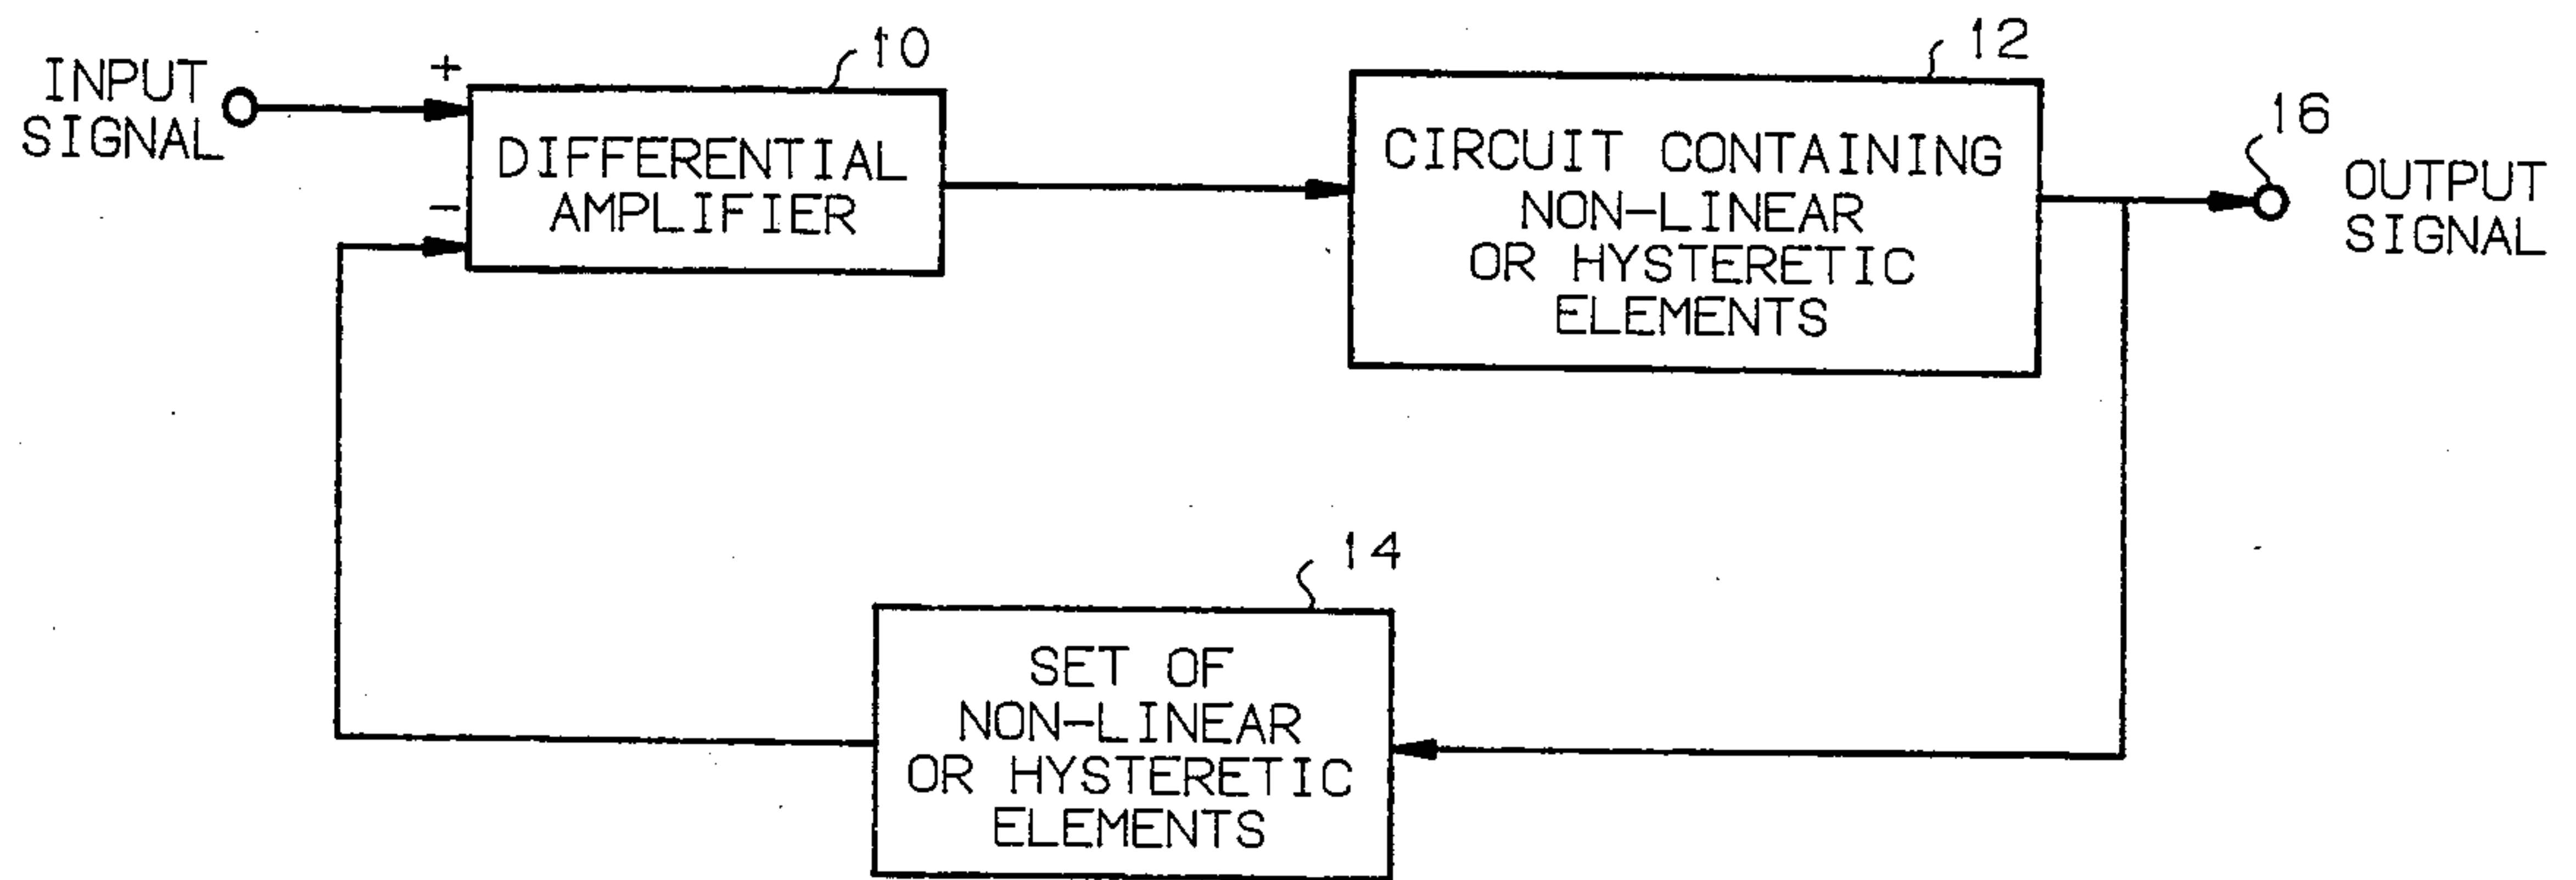 INPUT
SIGNAL
+
−
10
DIFFERENTIAL
AMPLIFIER
12
CIRCUIT CONTAINING
NON-LINEAR
OR HYSTERETIC
ELEMENTS
16
OUTPUT
SIGNAL
14
SET OF
NON-LINEAR
OR HYSTERETIC
ELEMENTS